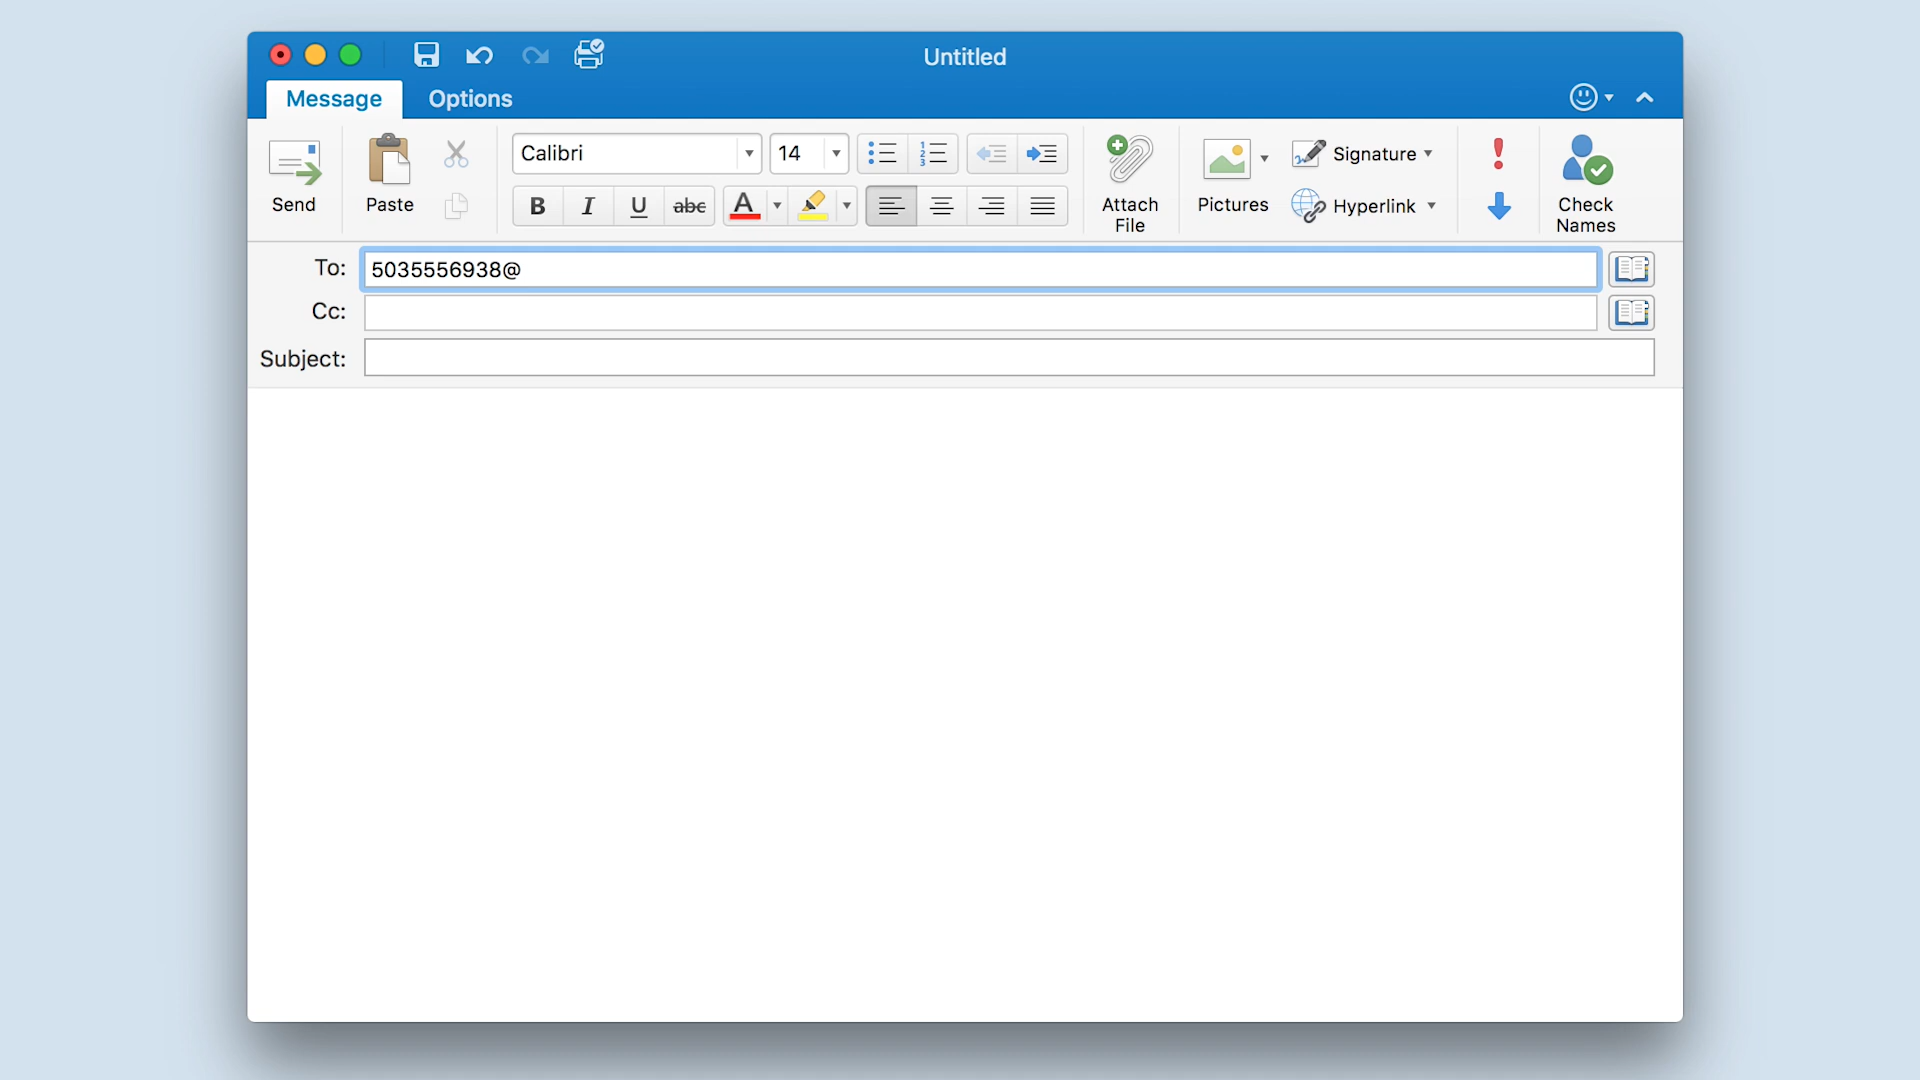 Untitled
Message Options
Send Paste Calibri 14 Attach File Pictures Signature Check Names
B I U abc A Hyperlink
To: 5035556938@
Cc:
Subject: